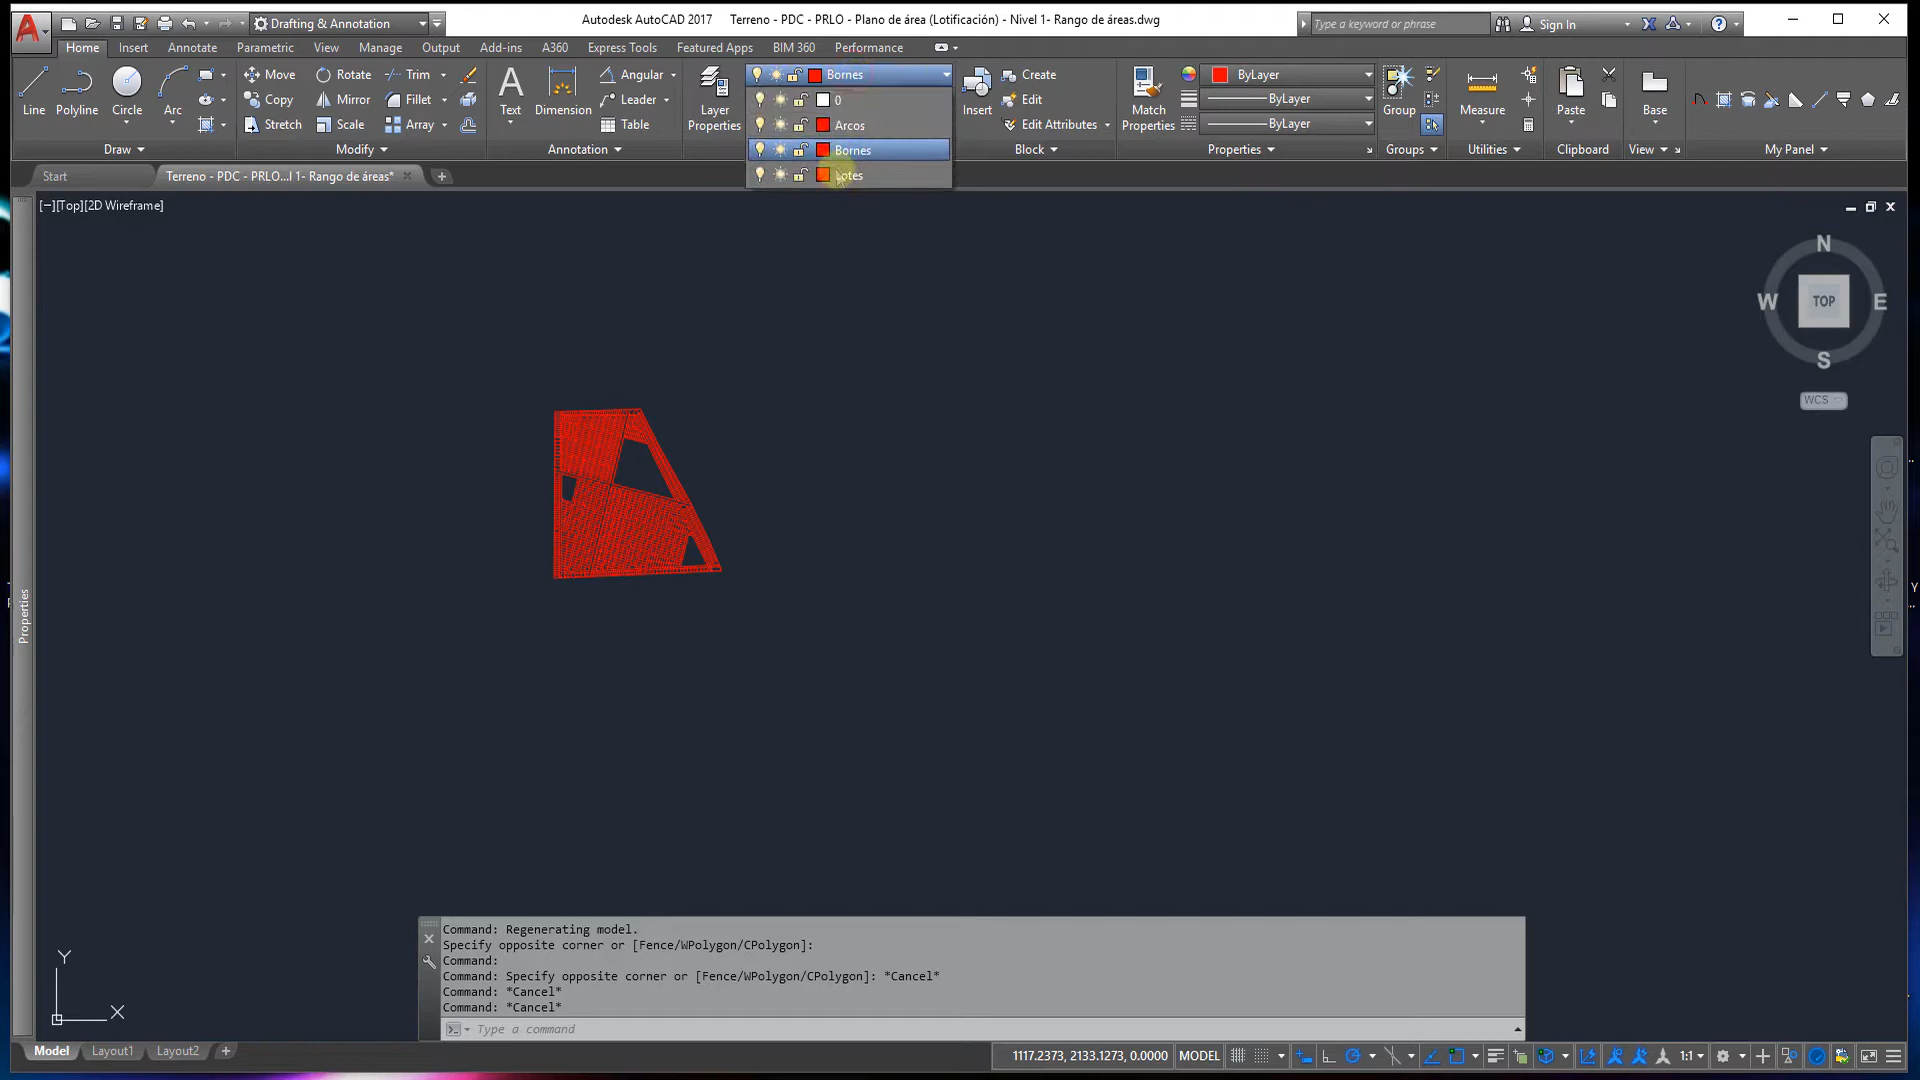 Drafting & Annotation
Autodesk AutoCAD 2017 Terreno - PDC - PRLO - Plano de área (Lotificación) - Nivel 1- Rango de áreas.dwg
Type a keyword or phrase
Sign In
Home Insert Annotate Parametric View Manage Output Add-ins A360 Express Tools Featured Apps BIM 360 Performance
Line Polyline Circle Arc
Move Rotate Trim
Copy Mirror Fillet
Stretch Scale Array
Text Dimension
Angular
Leader
Table
Layer
Properties
Bornes
0
Arcos
Bornes
Lotes
Insert
Create
Edit
Edit Attributes
Match
Properties
ByLayer
ByLayer
ByLayer
Group Measure Paste Base
Draw Modify Annotation Block Properties Groups Utilities Clipboard View My Panel
Start Terreno - PDC - PRLO...l 1- Rango de áreas*
[−][Top][2D Wireframe]
N
W TOP E
S
WCS
Properties
Y
X
Command: Regenerating model.
Specify opposite corner or [Fence/WPolygon/CPolygon]:
Command:
Command: Specify opposite corner or [Fence/WPolygon/CPolygon]: *Cancel*
Command: *Cancel*
Command: *Cancel*
Type a command
Model Layout1 Layout2
1117.2373, 2133.1273, 0.0000 MODEL 1:1